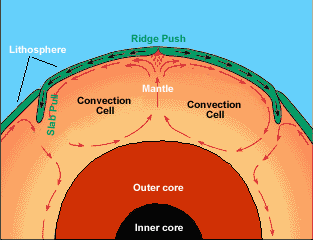 Ridge Push
Lithosphere
Slab Pull
Mantle
Convection
Cell
Convection
Cell
Outer core
Inner core